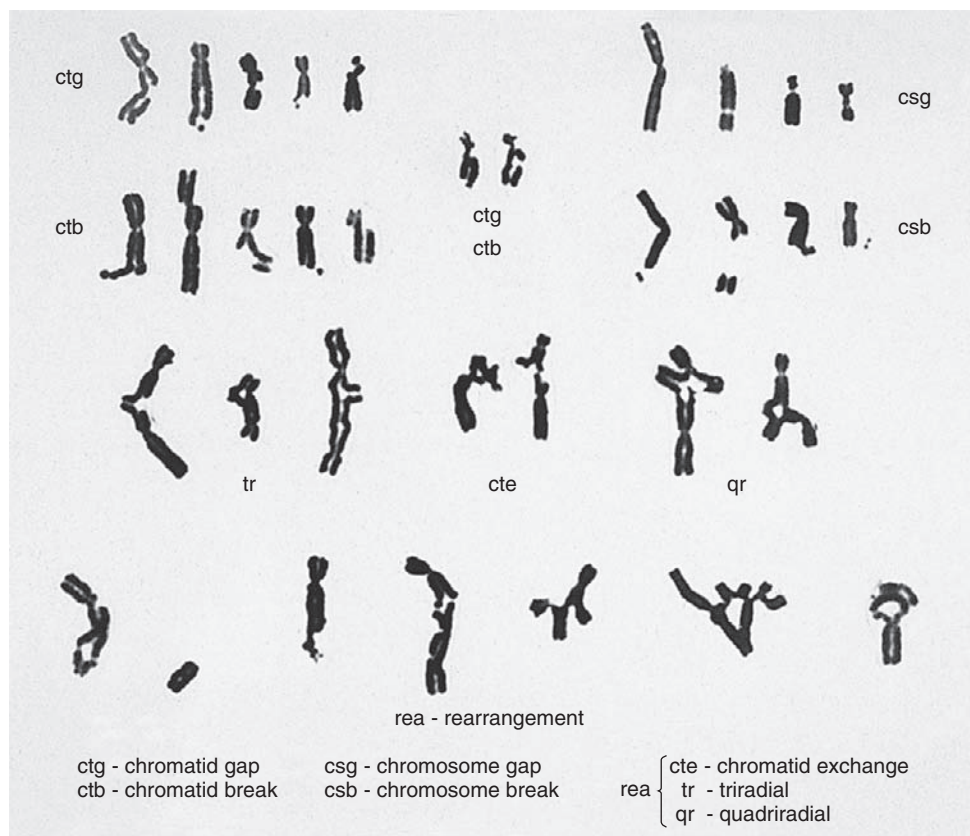 ctg
csg
ctg
ctb
ctb
csb
tr
cte
qr
rea - rearrangement
ctg - chromatid gap
ctb - chromatid break
csg - chromosome gap
csb - chromosome break
rea
cte - chromatid exchange
tr - triradial
qr - quadriradial